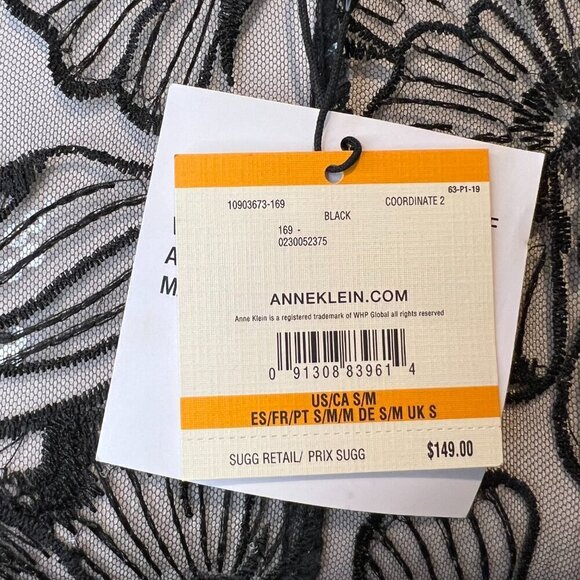 63-P1-19
10903673-169 COORDINATE 2
BLACK
169 -
0230052375
ANNEKLEIN.COM
Anne Klein is a registered trademark of WHP Global all rights reserved
0 91308 83961 4
US/CA S/M
ES/FR/PT S/M/M DE S/M UK S
SUGG RETAIL/ PRIX SUGG $149.00